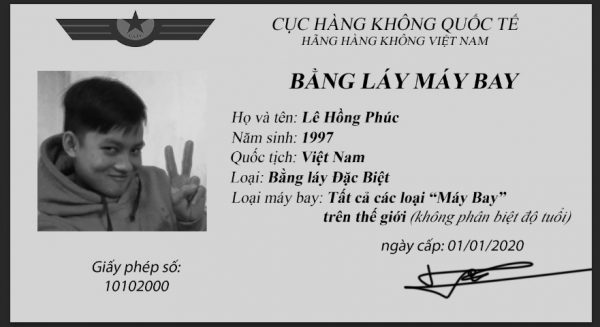 CỤC HÀNG KHÔNG QUỐC TẾ
HÃNG HÀNG KHÔNG VIỆT NAM
BẰNG LÁY MÁY BAY
Họ và tên: Lê Hồng Phúc
Năm sinh: 1997
Quốc tịch: Việt Nam
Loại: Bằng láy Đặc Biệt
Loại máy bay: Tất cả các loại “Máy Bay”
trên thế giới (không phân biệt độ tuổi)
ngày cấp: 01/01/2020
Giấy phép số:
10102000